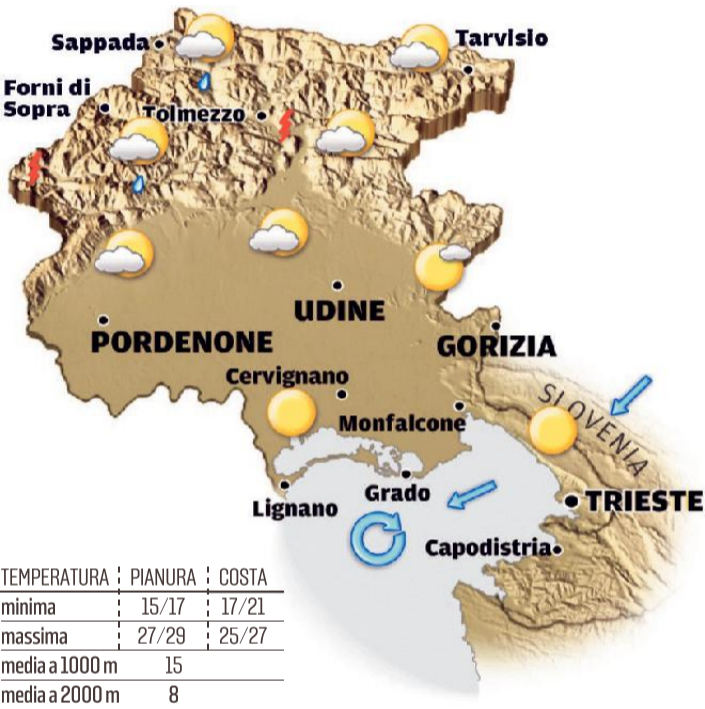 Sappada
Tarvisio
Forni di
Sopra
Tolmezzo
UDINE
PORDENONE
GORIZIA
Cervignano
SLOVENIA
Monfalcone
Lignano
Grado
TRIESTE
Capodistria
TEMPERATURA PIANURA COSTA
minima 15/17 17/21
massima 27/29 25/27
media a 1000 m 15
media a 2000 m 8